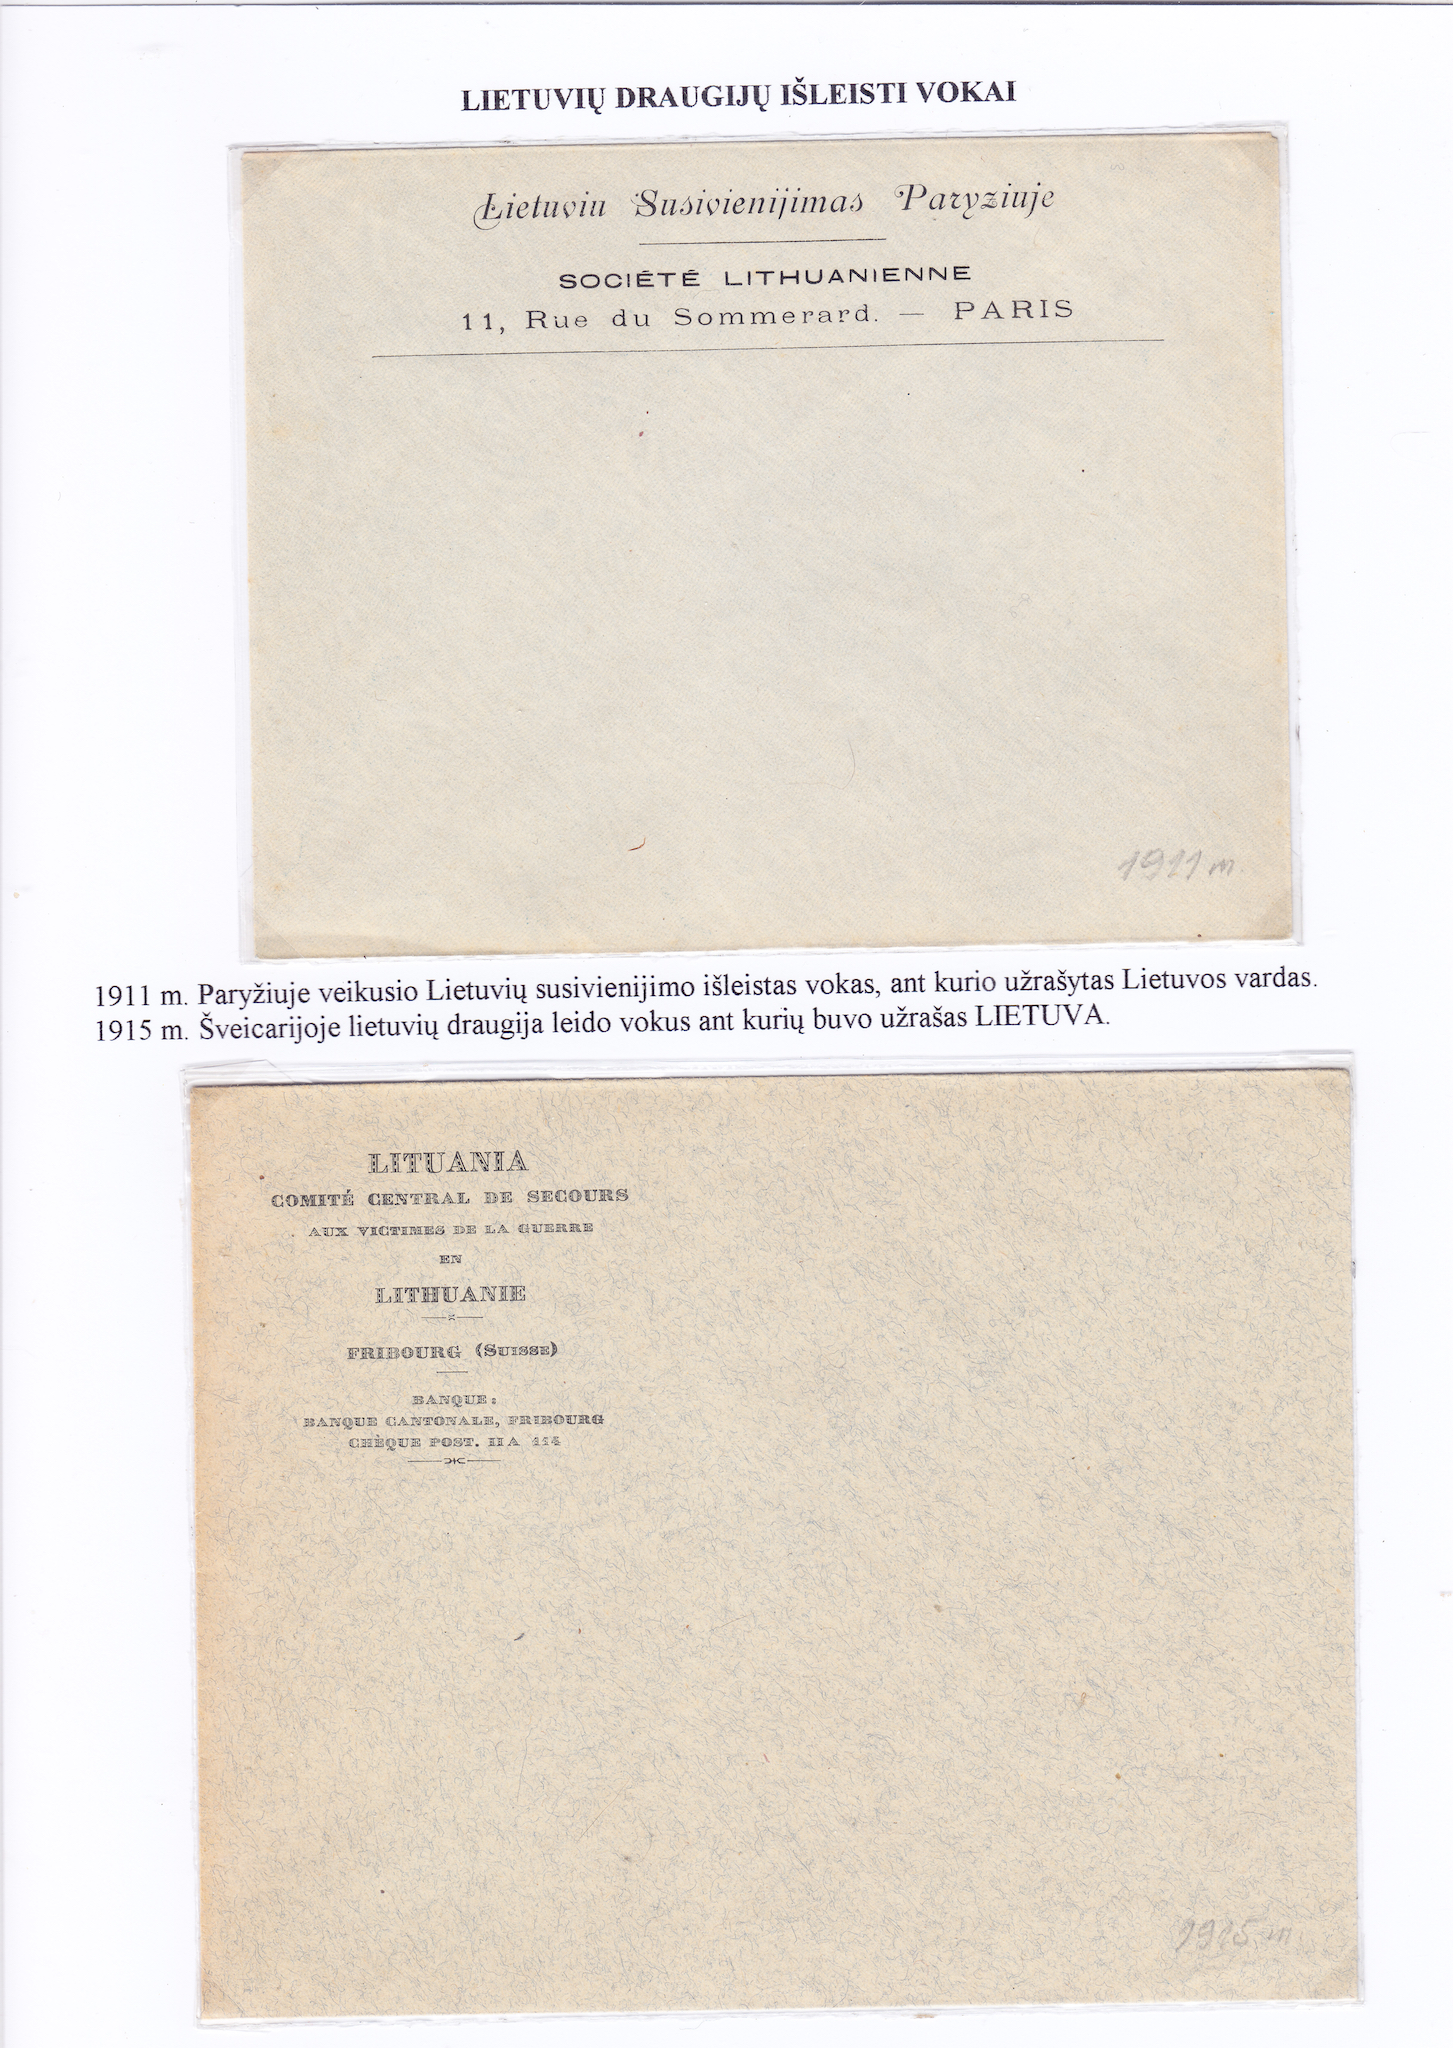 LIETUVIŲ DRAUGIJŲ IŠLEISTI VOKAI
Lietuviu Susivienijimas Paryziuje
SOCIÉTÉ LITHUANIENNE
11, Rue du Sommerard. — PARIS
1911 m.
1911 m. Paryžiuje veikusio Lietuvių susivienijimo išleistas vokas, ant kurio užrašytas Lietuvos vardas.
1915 m. Šveicarijoje lietuvių draugija leido vokus ant kurių buvo užrašas LIETUVA.
LITUANIA
COMITÉ CENTRAL DE SECOURS
AUX VICTIMES DE LA GUERRE
EN
LITHUANIE
FRIBOURG (SUISSE)
BANQUE:
BANQUE CANTONALE, FRIBOURG
CHÈQUE POST. II A 114
1915 m.